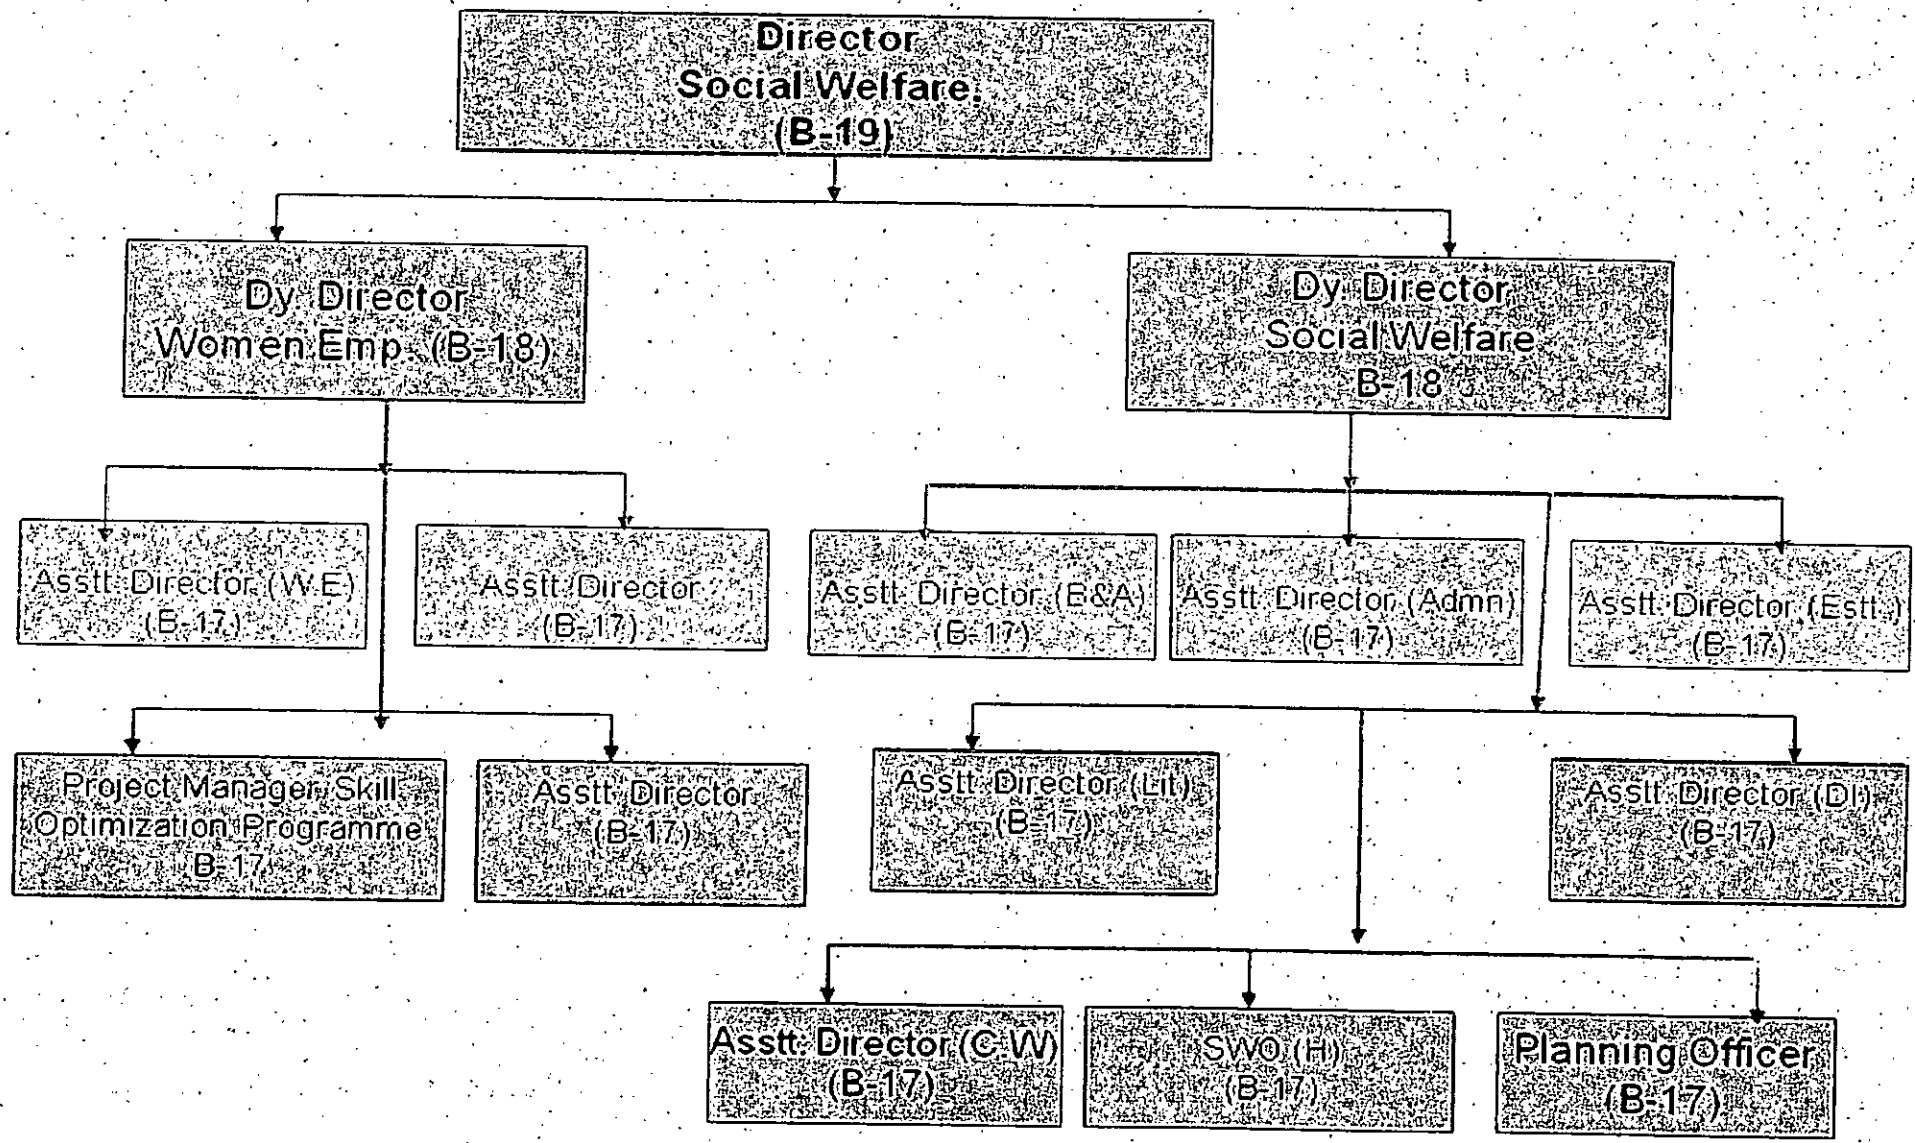 Director
Social Welfare.
(B-19)
Dy. Director
Women Emp. (B-18)
Dy. Director
Social Welfare
B-18
Asstt. Director (W.E)
(B-17)
Asstt. Director
(B-17)
Asstt. Director (B&A)
(B-17)
Asstt. Director (Admn)
(B-17)
Asstt. Director (Estt.)
(B-17)
Project Manager Skill
Optimization Programme
B-17
Asstt. Director
(B-17)
Asstt. Director (Lit)
(B-17)
Asstt. Director (DI)
(B-17)
Asstt. Director (C.W)
(B-17)
SWO (H)
(B-17)
Planning Officer
(B-17)